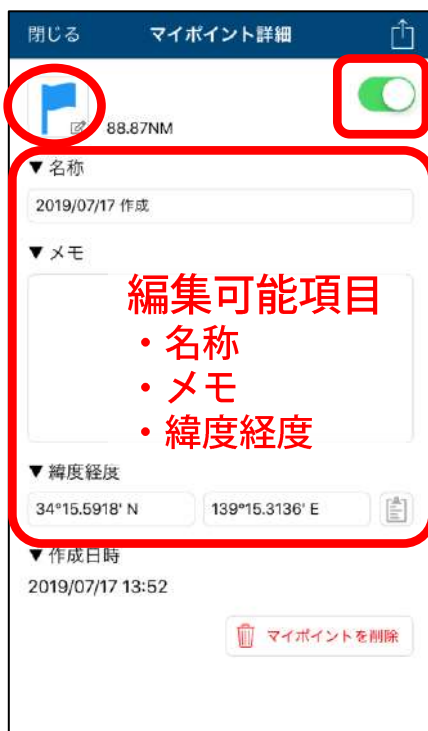 閉じる マイポイント詳細
88.87NM
▼ 名称
2019/07/17 作成
▼ メモ
編集可能項目
・名称
・メモ
・緯度経度
▼ 緯度経度
34°15.5918' N 139°15.3136' E
▼ 作成日時
2019/07/17 13:52
マイポイントを削除